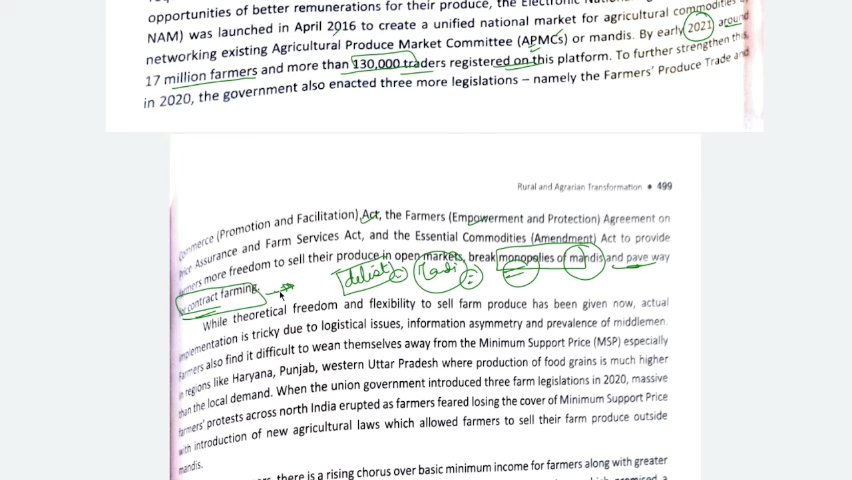 opportunities of better remunerations for their produce, the
NAM) was launched in April 2016 to create a unified national market for agricultural commodities
networking existing Agricultural Produce Market Committee (APMCs) or mandis. By early 2021 around
17 million farmers and more than 130,000 traders registered on this platform. To further strengthen this,
in 2020, the government also enacted three more legislations – namely the Farmers' Produce Trade and
Rural and Agrarian Transformation • 499
Commerce (Promotion and Facilitation) Act, the Farmers (Empowerment and Protection) Agreement on
Price Assurance and Farm Services Act, and the Essential Commodities (Amendment) Act to provide
farmers more freedom to sell their produce in open markets, break monopolies of mandis and pave way
for contract farming.
delist
While theoretical freedom and flexibility to sell farm produce has been given now, actual
implementation is tricky due to logistical issues, information asymmetry and prevalence of middlemen.
Farmers also find it difficult to wean themselves away from the Minimum Support Price (MSP) especially
in regions like Haryana, Punjab, western Uttar Pradesh where production of food grains is much higher
than the local demand. When the union government introduced three farm legislations in 2020, massive
farmers' protests across north India erupted as farmers feared losing the cover of Minimum Support Price
with introduction of new agricultural laws which allowed farmers to sell their farm produce outside
mandis.
there is a rising chorus over basic minimum income for farmers along with greater